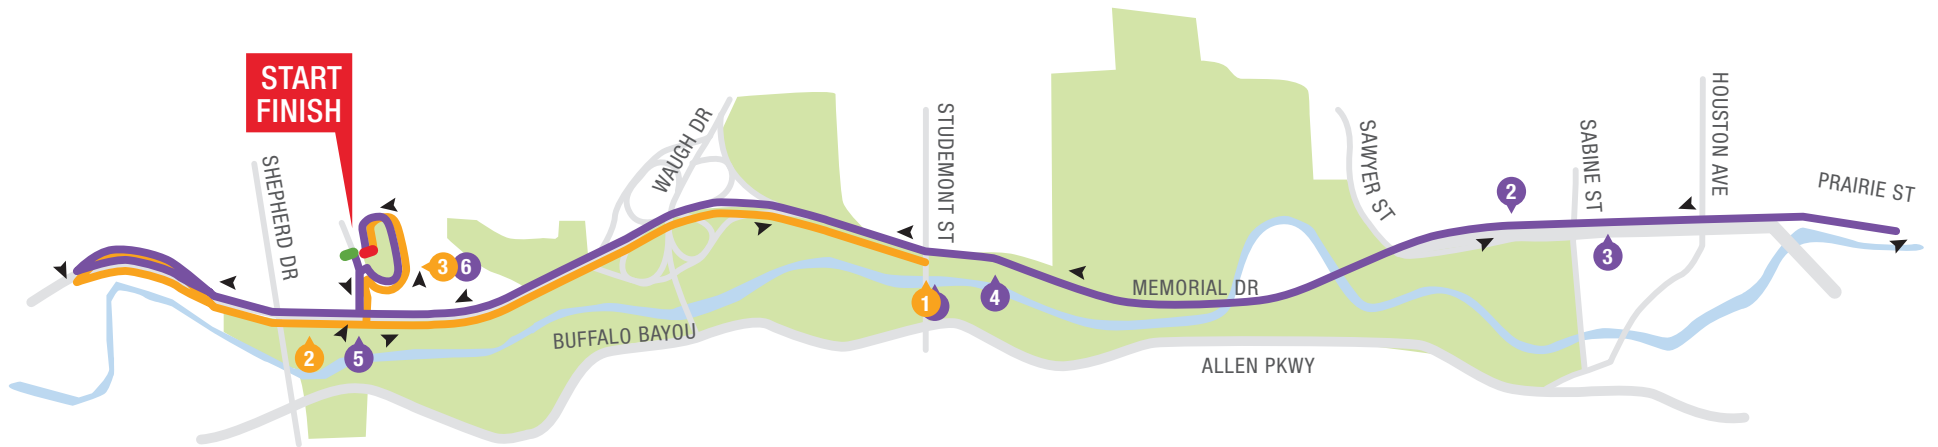 START
FINISH
SHEPHERD DR
WAUGH DR
STUDEMONT ST
SAWYER ST
SABINE ST
HOUSTON AVE
PRAIRIE ST
2
3
3
6
1
4
MEMORIAL DR
BUFFALO BAYOU
2
5
ALLEN PKWY